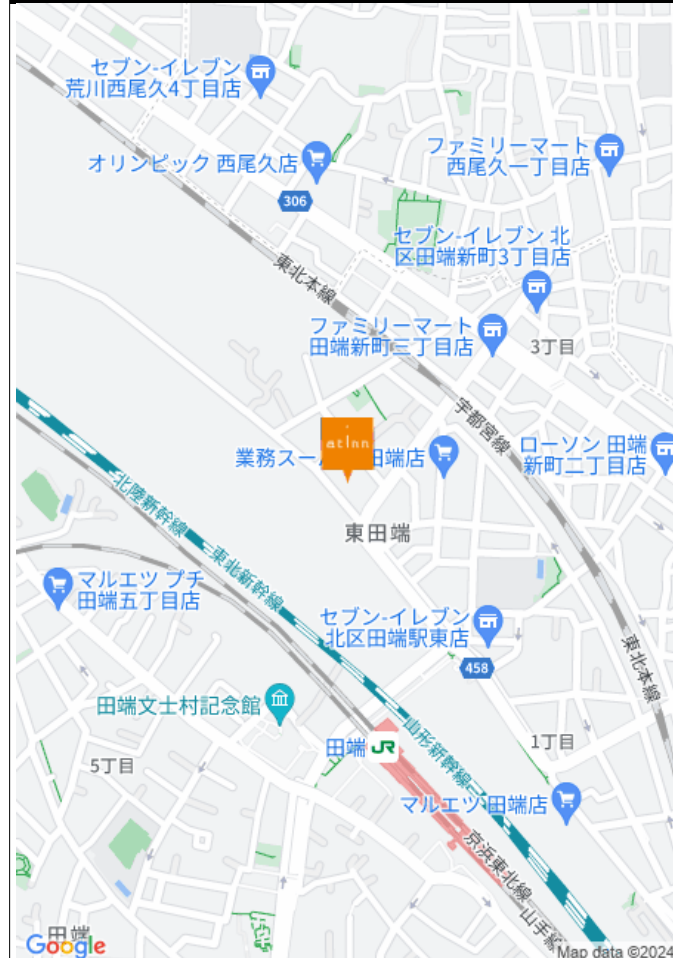 セブン-イレブン
荒川西尾久4丁目店
オリンピック 西尾久店
ファミリーマート
西尾久一丁目店
306
セブン-イレブン 北
区田端新町3丁目店
東北本線
ファミリーマート
田端新町三丁目店
3丁目
宇都宮線
atInn
業務スー
田端店
ローソン 田端
新町二丁目店
北陸新幹線
東北新幹線
東田端
マルエツ プチ
田端五丁目店
セブン-イレブン
北区田端駅東店
458
東北本線
田端文士村記念館
田端
JR
山形新幹線
1丁目
5丁目
マルエツ 田端店
京浜東北線
山手線
田端
Google
Map data ©2024